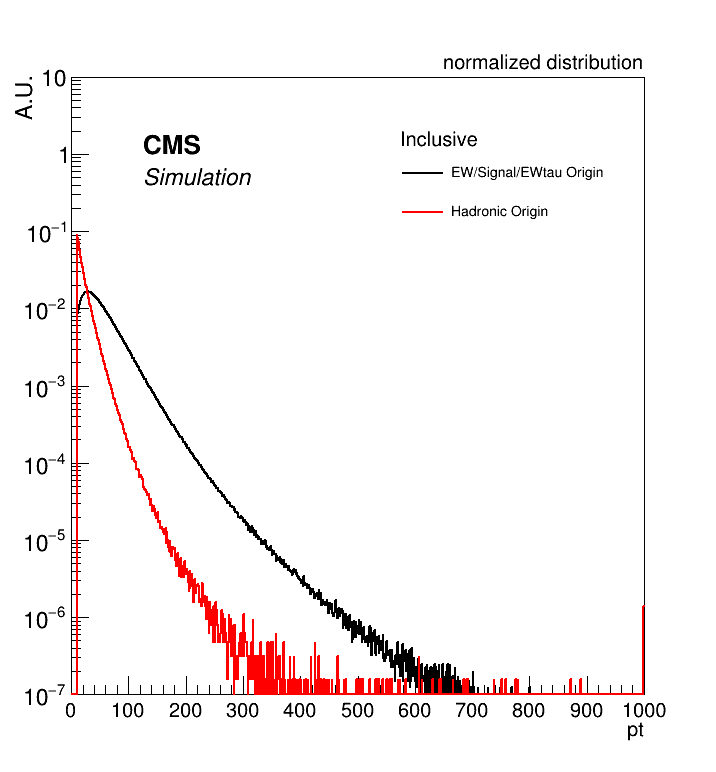 normalized distribution
A.U.
10
1
10−1
10−2
10−3
10−4
10−5
10−6
10−7
CMS
Simulation
Inclusive
EW/Signal/EWtau Origin
Hadronic Origin
0 100 200 300 400 500 600 700 800 900 1000
pt